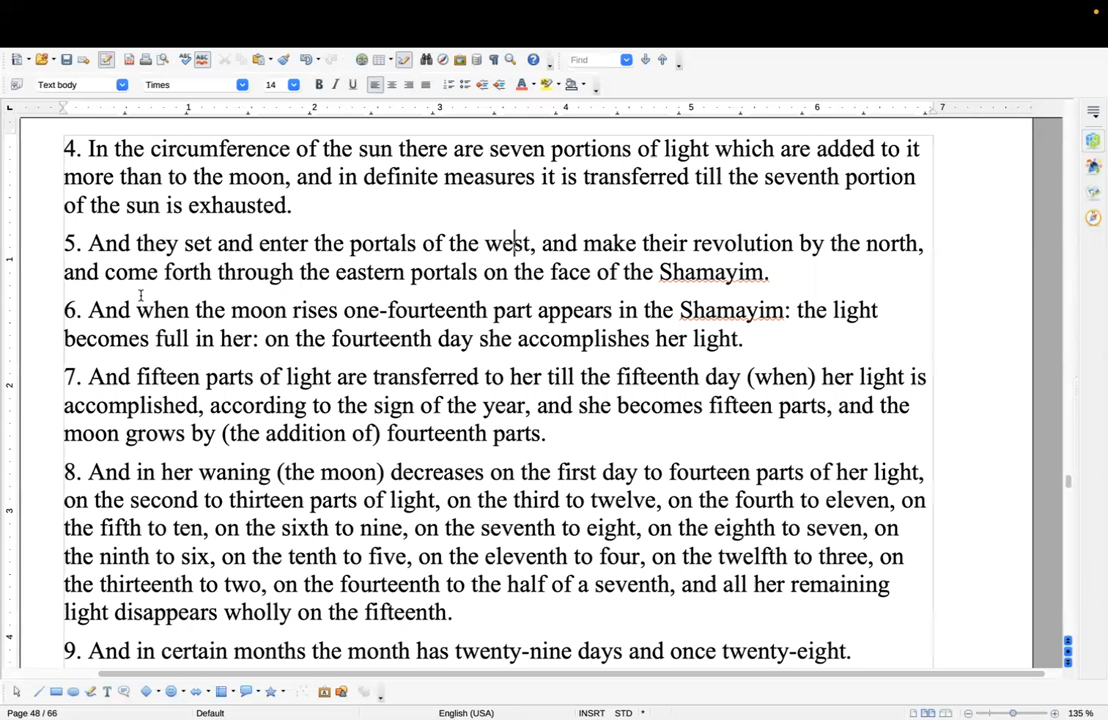 Find
Text body
Times
14
1 2 3 4 5 6 7
4. In the circumference of the sun there are seven portions of light which are added to it
more than to the moon, and in definite measures it is transferred till the seventh portion
of the sun is exhausted.
5. And they set and enter the portals of the west, and make their revolution by the north,
and come forth through the eastern portals on the face of the Shamayim.
6. And when the moon rises one-fourteenth part appears in the Shamayim: the light
becomes full in her: on the fourteenth day she accomplishes her light.
7. And fifteen parts of light are transferred to her till the fifteenth day (when) her light is
accomplished, according to the sign of the year, and she becomes fifteen parts, and the
moon grows by (the addition of) fourteenth parts.
8. And in her waning (the moon) decreases on the first day to fourteen parts of her light,
on the second to thirteen parts of light, on the third to twelve, on the fourth to eleven, on
the fifth to ten, on the sixth to nine, on the seventh to eight, on the eighth to seven, on
the ninth to six, on the tenth to five, on the eleventh to four, on the twelfth to three, on
the thirteenth to two, on the fourteenth to the half of a seventh, and all her remaining
light disappears wholly on the fifteenth.
9. And in certain months the month has twenty-nine days and once twenty-eight.
Page 48 / 66
Default
English (USA)
INSRT
STD
*
135 %